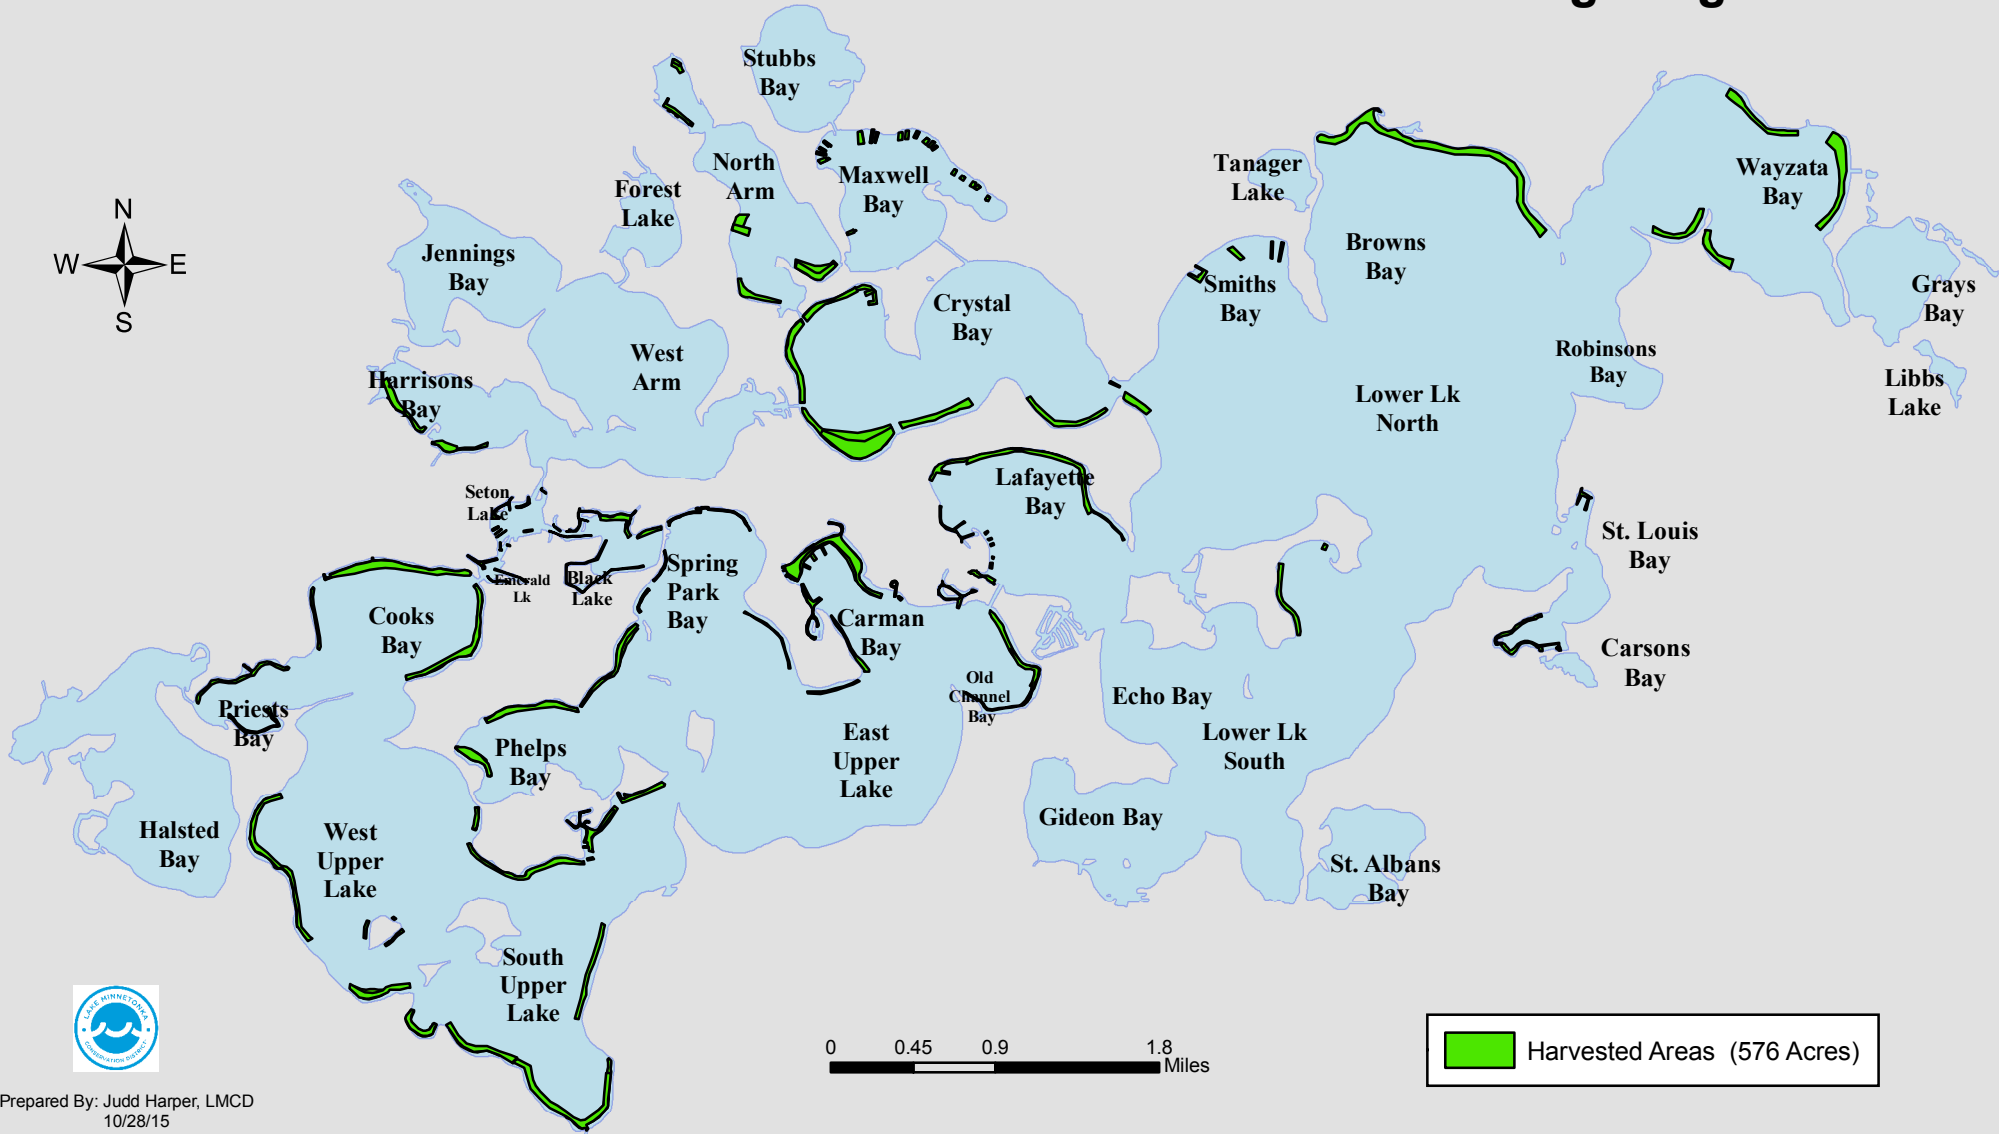 Stubbs
Bay
North
Arm
Maxwell
Bay
Forest
Lake
Tanager
Lake
Wayzata
Bay
N
W
E
S
Jennings
Bay
Browns
Bay
Smiths
Bay
Crystal
Bay
Grays
Bay
West
Arm
Robinsons
Bay
Harrisons
Bay
Lower Lk
North
Libbs
Lake
Seton
Lake
Lafayette
Bay
St. Louis
Bay
Emerald
Lk
Black
Lake
Spring
Park
Bay
Cooks
Bay
Carman
Bay
Carsons
Bay
Old
Channel
Bay
Echo Bay
Priests
Bay
Phelps
Bay
East
Upper
Lake
Lower Lk
South
Halsted
Bay
West
Upper
Lake
Gideon Bay
St. Albans
Bay
South
Upper
Lake
LAKE MINNETONKA
CONSERVATION DISTRICT
0 0.45 0.9 1.8
Miles
Harvested Areas (576 Acres)
Prepared By: Judd Harper, LMCD
10/28/15